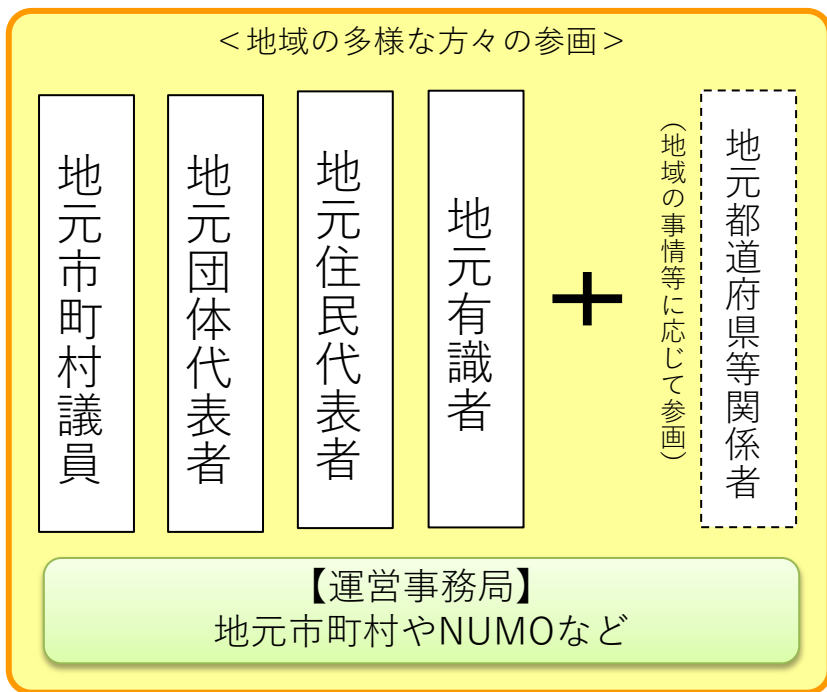 ＜地域の多様な方々の参画＞
地元市町村議員
地元団体代表者
地元住民代表者
地元有識者
＋
（地域の事情等に応じて参画）
地元都道府県等関係者
【運営事務局】
地元市町村やNUMOなど